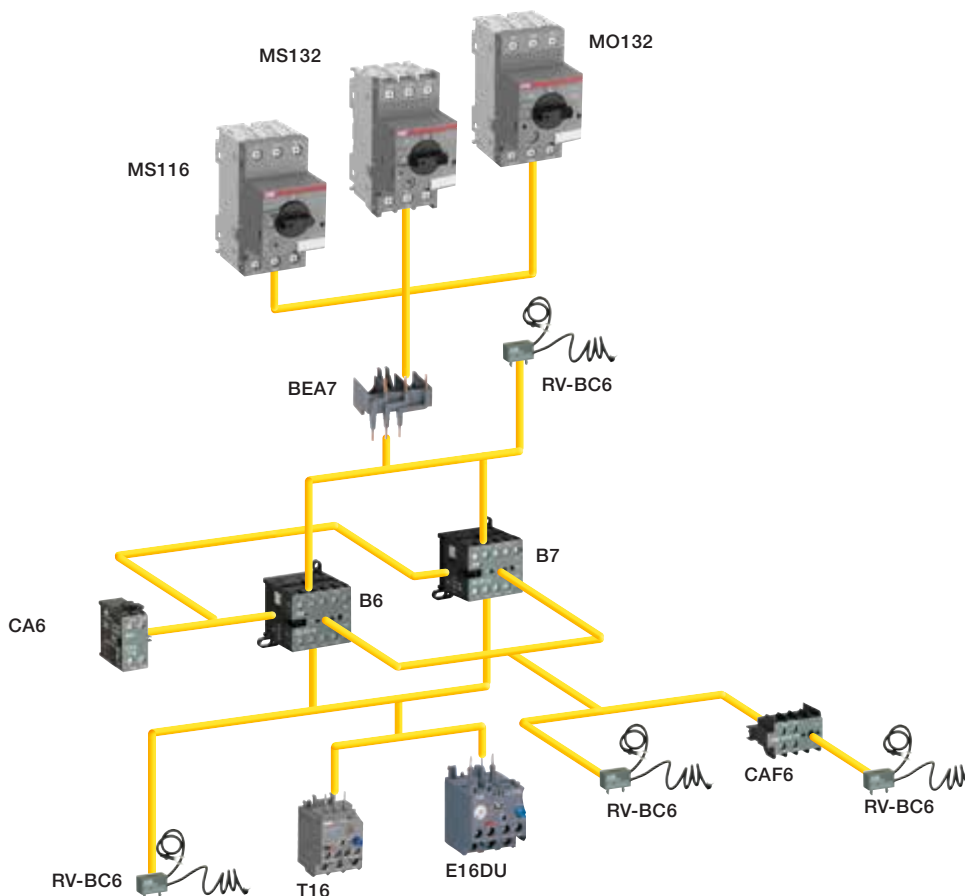 MO132
MS132
MS116
BEA7
RV-BC6
B7
B6
CA6
CAF6
RV-BC6
RV-BC6
E16DU
RV-BC6
T16